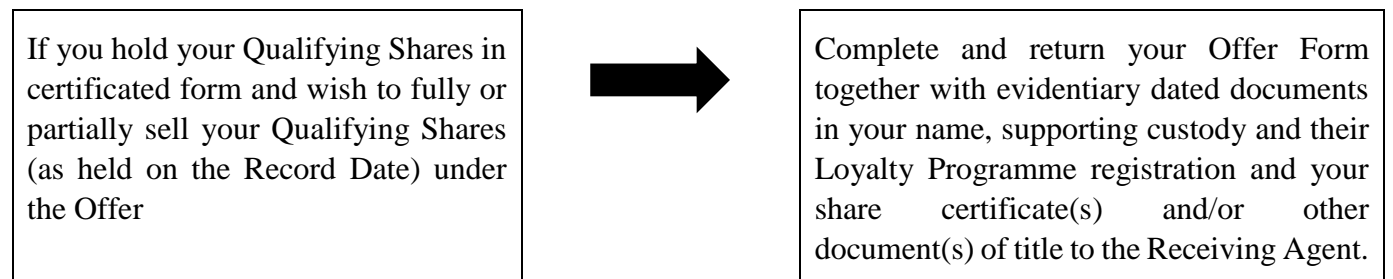 If you hold your Qualifying Shares in
certificated form and wish to fully or
partially sell your Qualifying Shares
(as held on the Record Date) under
the Offer
Complete and return your Offer Form
together with evidentiary dated documents
in your name, supporting custody and their
Loyalty Programme registration and your
share certificate(s) and/or other
document(s) of title to the Receiving Agent.